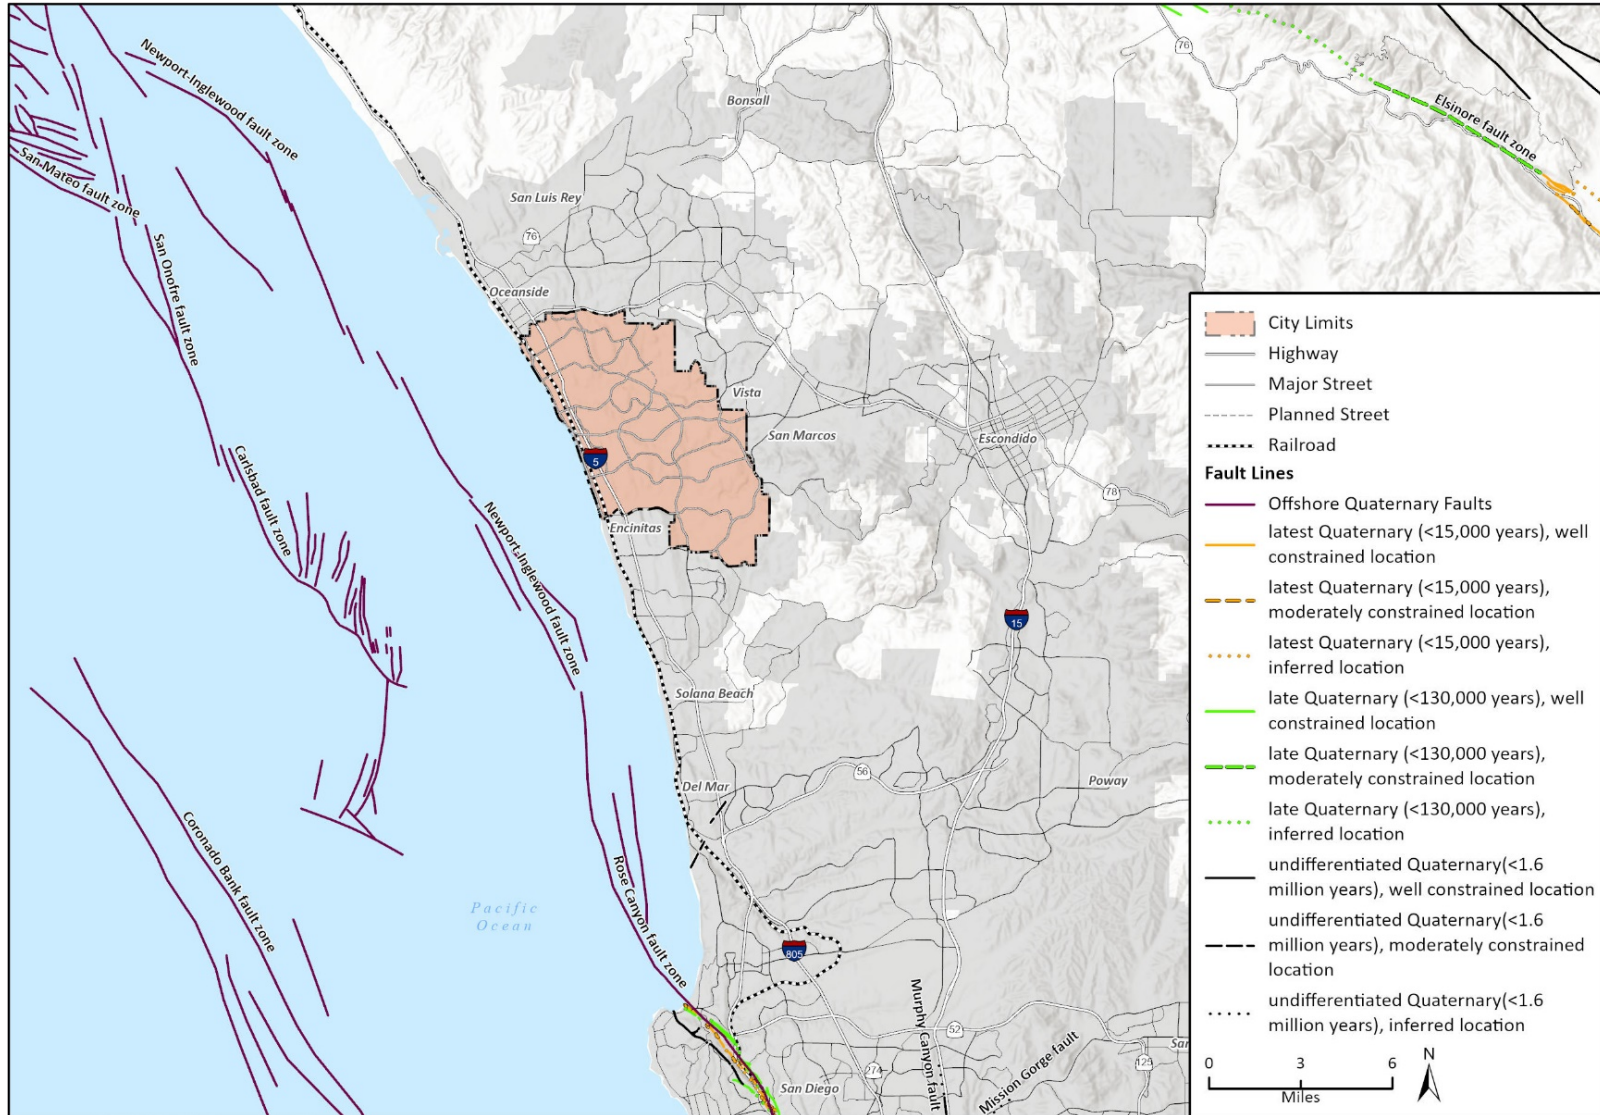 76
Newport-Inglewood fault zone
Bonsall
Elsinore fault zone
San Mateo fault zone
San Luis Rey
76
San Onofre fault zone
Oceanside
Vista
San Marcos
Escondido
5
78
Carlsbad fault zone
Newport-Inglewood fault zone
Encinitas
15
Solana Beach
56
Poway
Del Mar
Coronado Bank fault zone
Rose Canyon fault zone
Pacific
Ocean
805
Murphy Canyon fault
52
Mission Gorge fault
San
125
274
San Diego
City Limits
Highway
Major Street
Planned Street
Railroad
Fault Lines
Offshore Quaternary Faults
latest Quaternary (<15,000 years), well
constrained location
latest Quaternary (<15,000 years),
moderately constrained location
latest Quaternary (<15,000 years),
inferred location
late Quaternary (<130,000 years), well
constrained location
late Quaternary (<130,000 years),
moderately constrained location
late Quaternary (<130,000 years),
inferred location
undifferentiated Quaternary(<1.6
million years), well constrained location
undifferentiated Quaternary(<1.6
million years), moderately constrained
location
undifferentiated Quaternary(<1.6
million years), inferred location
0 3 6
Miles
N